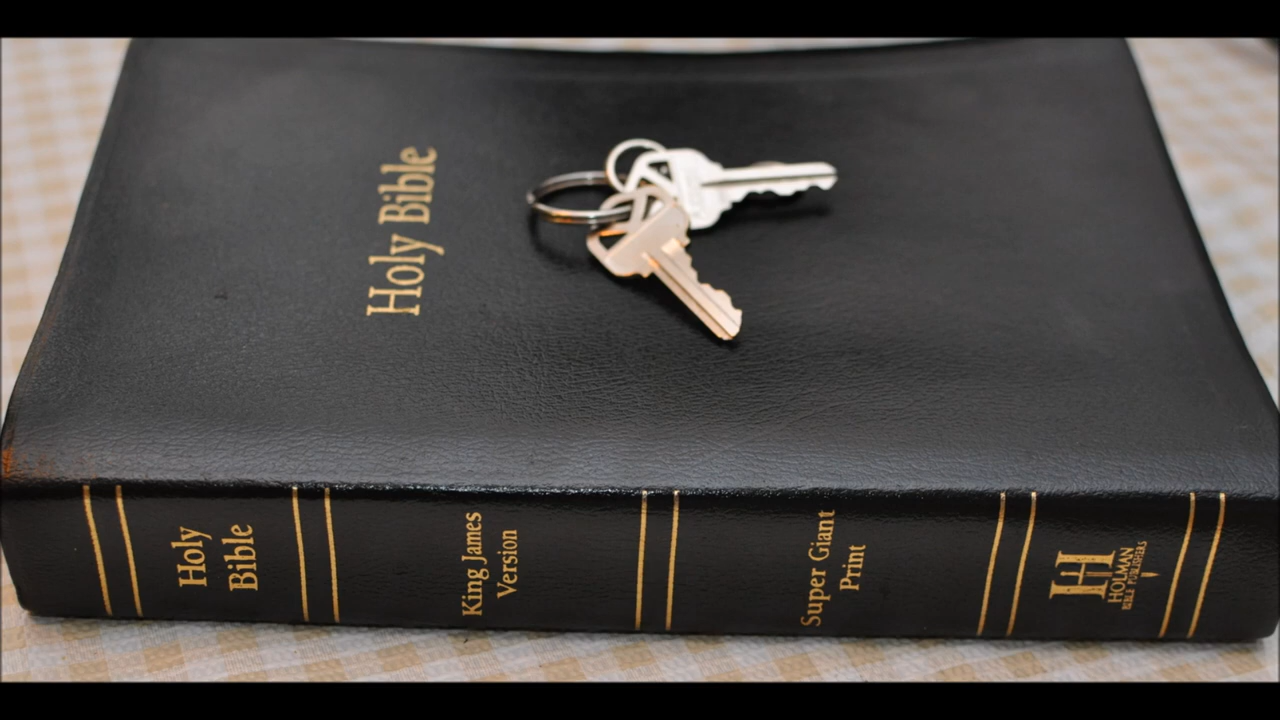 Holy Bible
Holy
Bible
King James
Version
Super Giant
Print
HOLMAN
BIBLE PUBLISHERS